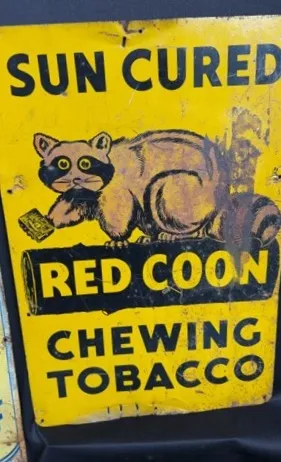 SUN CURED
RED COON
CHEWING
TOBACCO